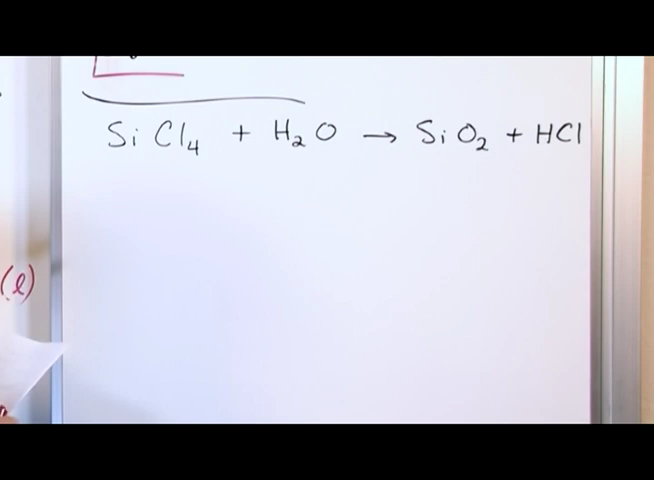 SiCl₄ + H₂O → SiO₂ + HCl
(l)